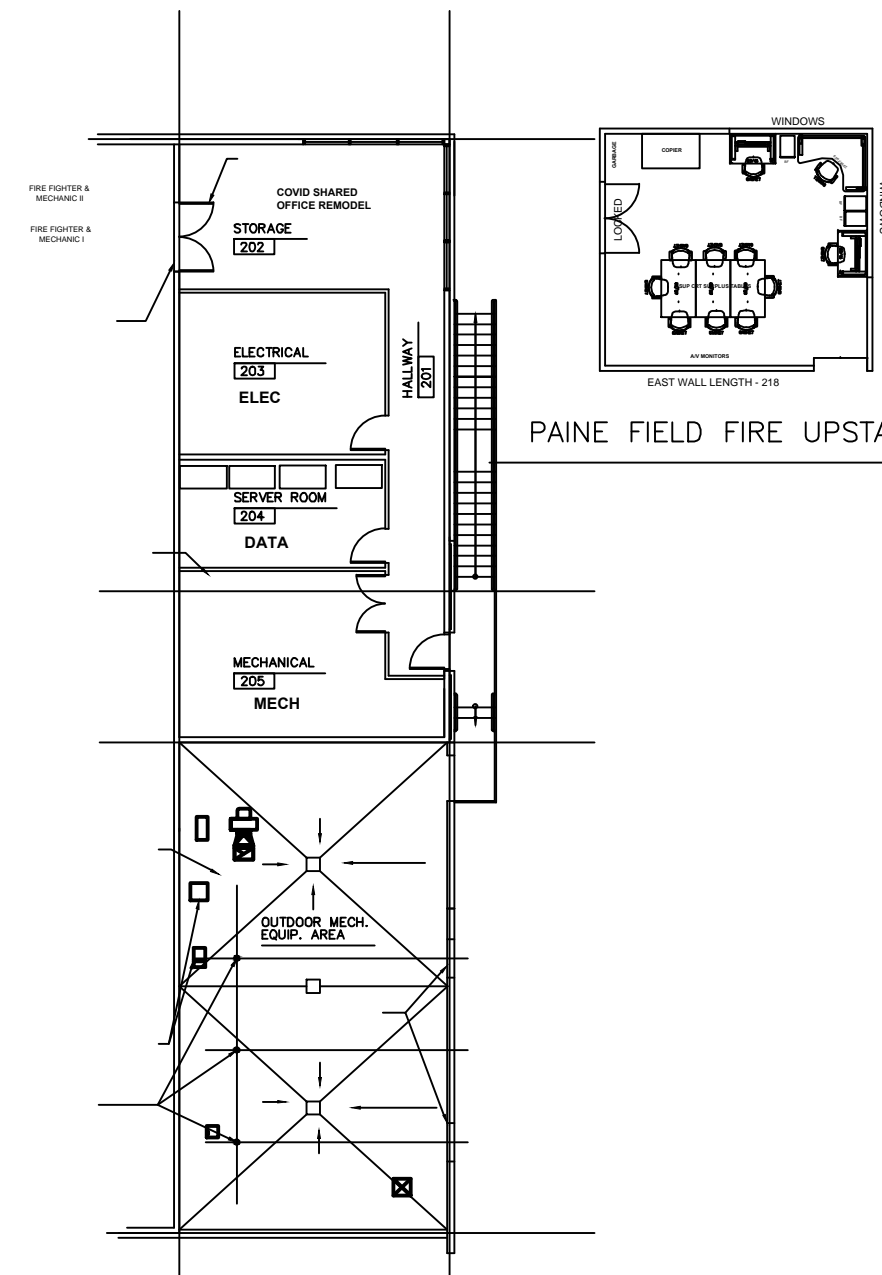 WINDOWS
GARBAGE
COPIER
LOCKED
A/V MONITORS
EAST WALL LENGTH - 218
PAINE FIELD FIRE UPSTA
FIRE FIGHTER &
MECHANIC II
FIRE FIGHTER &
MECHANIC I
COVID SHARED
OFFICE REMODEL
STORAGE
202
ELECTRICAL
203
ELEC
HALLWAY
201
SERVER ROOM
204
DATA
MECHANICAL
205
MECH
OUTDOOR MECH.
EQUIP. AREA